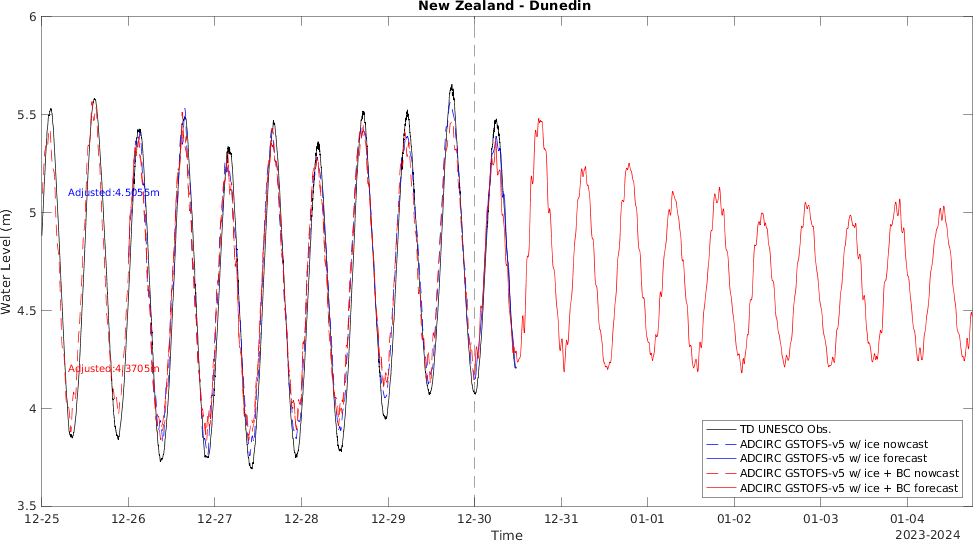 New Zealand - Dunedin
6
5.5
5
4.5
4
3.5
Water Level (m)
Adjusted:4.5055m
Adjusted:4.3705m
TD UNESCO Obs.
ADCIRC GSTOFS-v5 w/ ice nowcast
ADCIRC GSTOFS-v5 w/ ice forecast
ADCIRC GSTOFS-v5 w/ ice + BC nowcast
ADCIRC GSTOFS-v5 w/ ice + BC forecast
12-25 12-26 12-27 12-28 12-29 12-30 12-31 01-01 01-02 01-03 01-04
Time
2023-2024